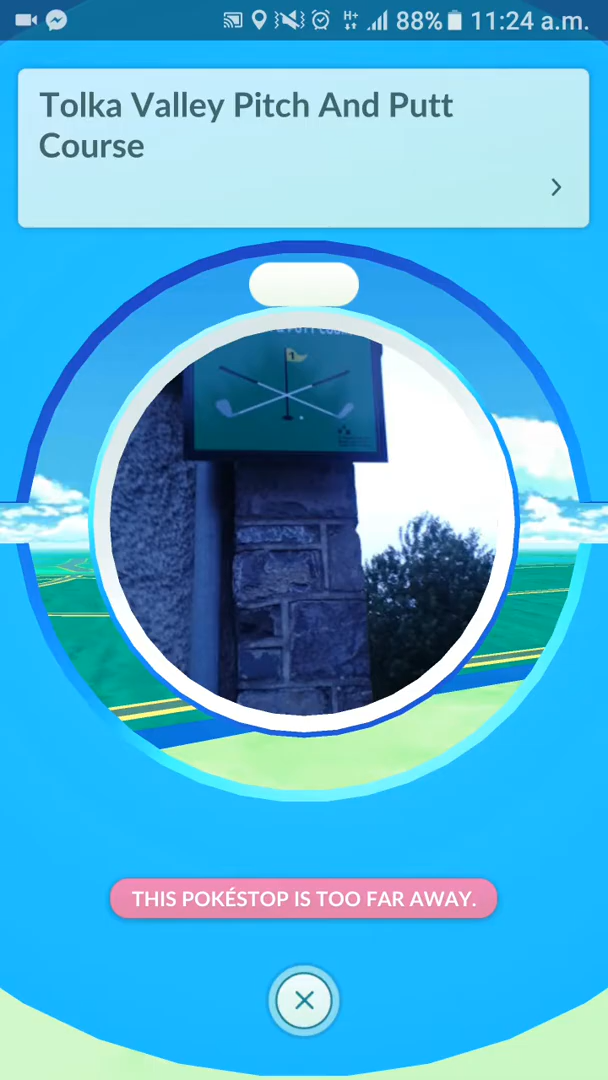 H+ 88% 11:24 a.m.
Tolka Valley Pitch And Putt
Course
1
THIS POKÉSTOP IS TOO FAR AWAY.